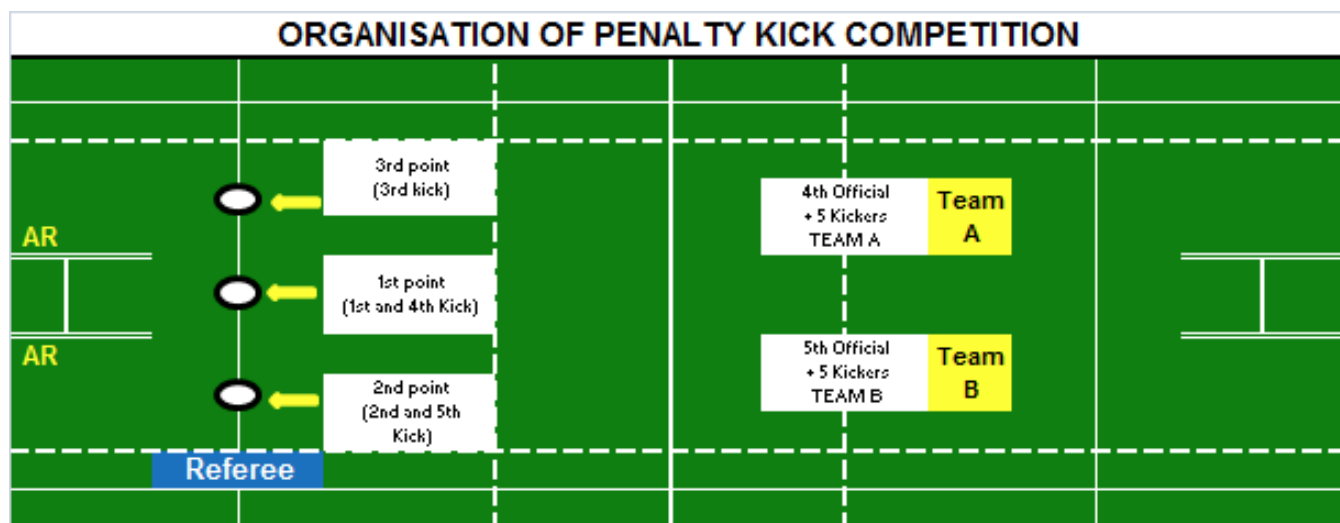 ORGANISATION OF PENALTY KICK COMPETITION
3rd point
(3rd kick)
4th Official
+ 5 Kickers
TEAM A
Team
A
AR
1st point
(1st and 4th Kick)
AR
5th Official
+ 5 Kickers
TEAM B
Team
B
2nd point
(2nd and 5th
Kick)
Referee